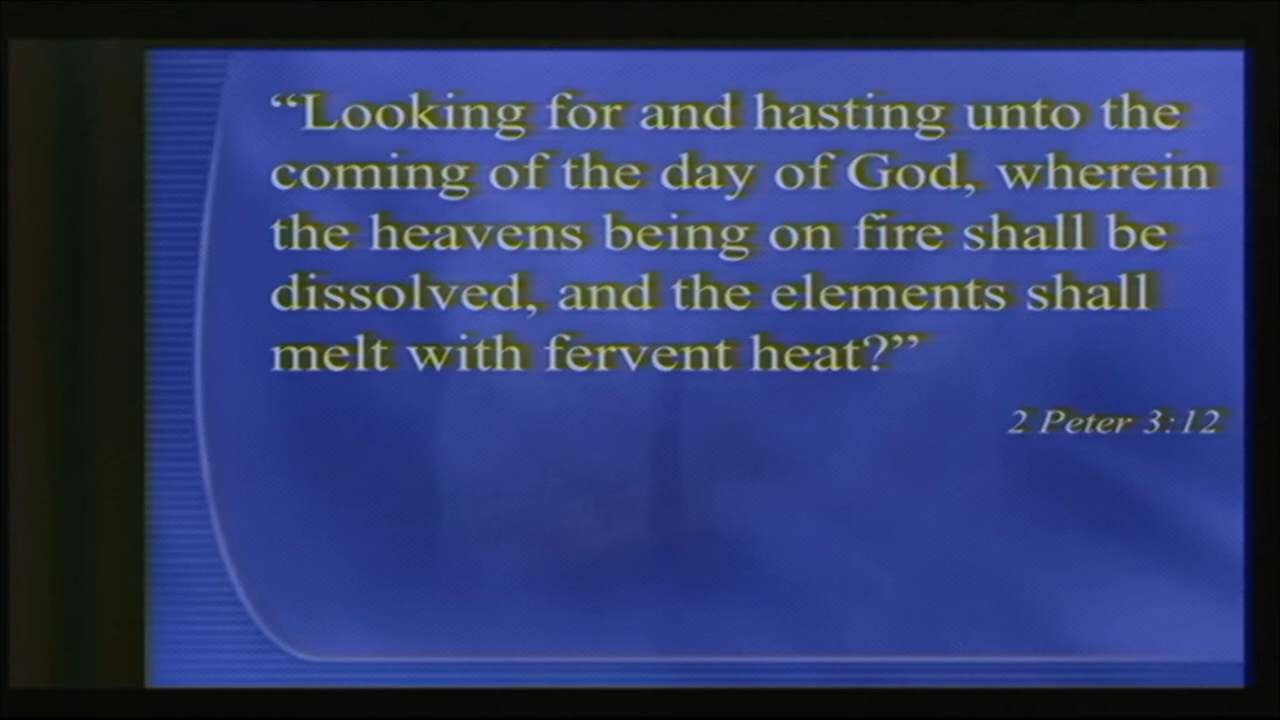 “Looking for and hasting unto the
coming of the day of God, wherein
the heavens being on fire shall be
dissolved, and the elements shall
melt with fervent heat?”
2 Peter 3:12